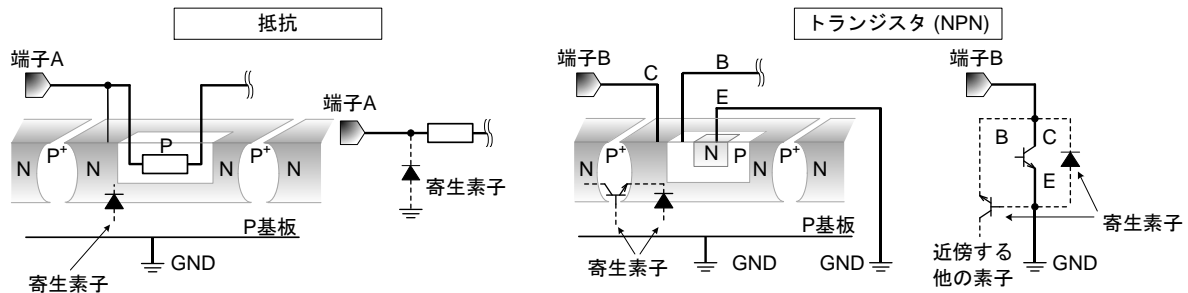 抵抗
トランジスタ (NPN)
端子A
端子A
端子B
C
B
E
端子B
N
P+
N
P
P+
N
N
P+
N
P
P+
N
B
C
E
寄生素子
P基板
P基板
寄生素子
GND
寄生素子
GND
GND
近傍する
他の素子
GND
寄生素子